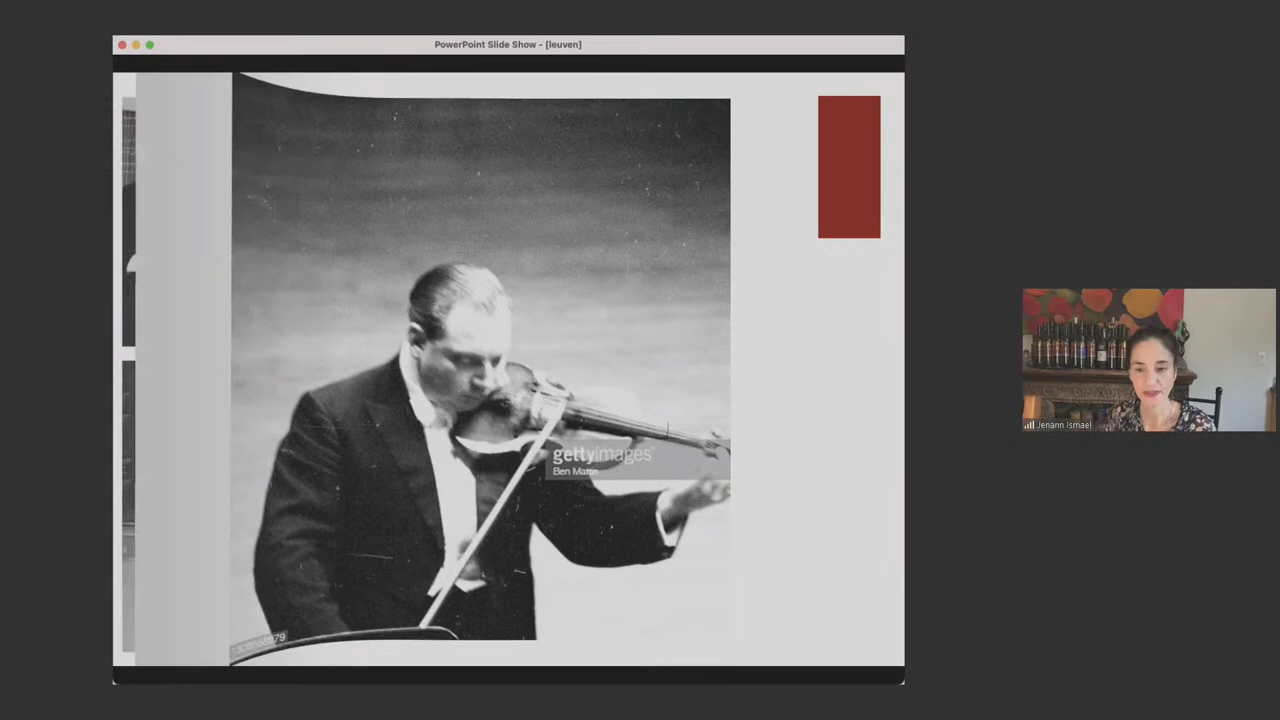 PowerPoint Slide Show - [leuven]
gettyimages®
Ben Martin
Jenann Ismael